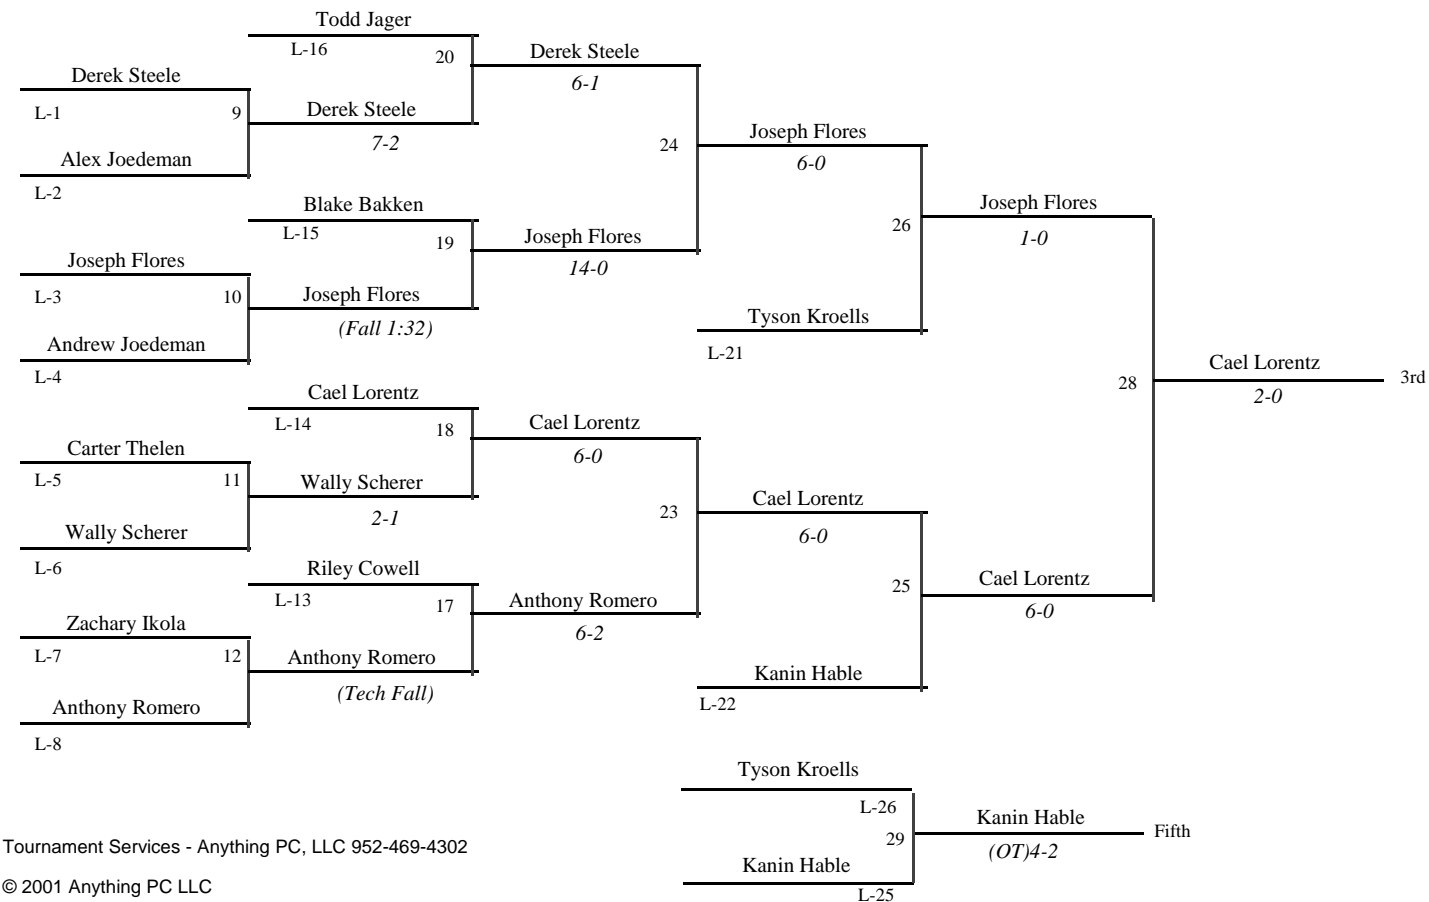 Todd Jager
L-16
20
Derek Steele
6-1
Derek Steele
L-1
9
Derek Steele
7-2
Alex Joedeman
L-2
24
Joseph Flores
6-0
Blake Bakken
L-15
19
Joseph Flores
14-0
Joseph Flores
L-3
10
Joseph Flores
(Fall 1:32)
Andrew Joedeman
L-4
26
Joseph Flores
1-0
Tyson Kroells
L-21
28
Cael Lorentz
2-0
3rd
Cael Lorentz
L-14
18
Cael Lorentz
6-0
Carter Thelen
L-5
11
Wally Scherer
2-1
Wally Scherer
L-6
23
Cael Lorentz
6-0
Riley Cowell
L-13
17
Anthony Romero
6-2
25
Cael Lorentz
6-0
Zachary Ikola
L-7
12
Anthony Romero
(Tech Fall)
Anthony Romero
L-8
Kanin Hable
L-22
Tyson Kroells
L-26
29
Kanin Hable
(OT)4-2
Fifth
Kanin Hable
L-25
Tournament Services - Anything PC, LLC 952-469-4302
© 2001 Anything PC LLC